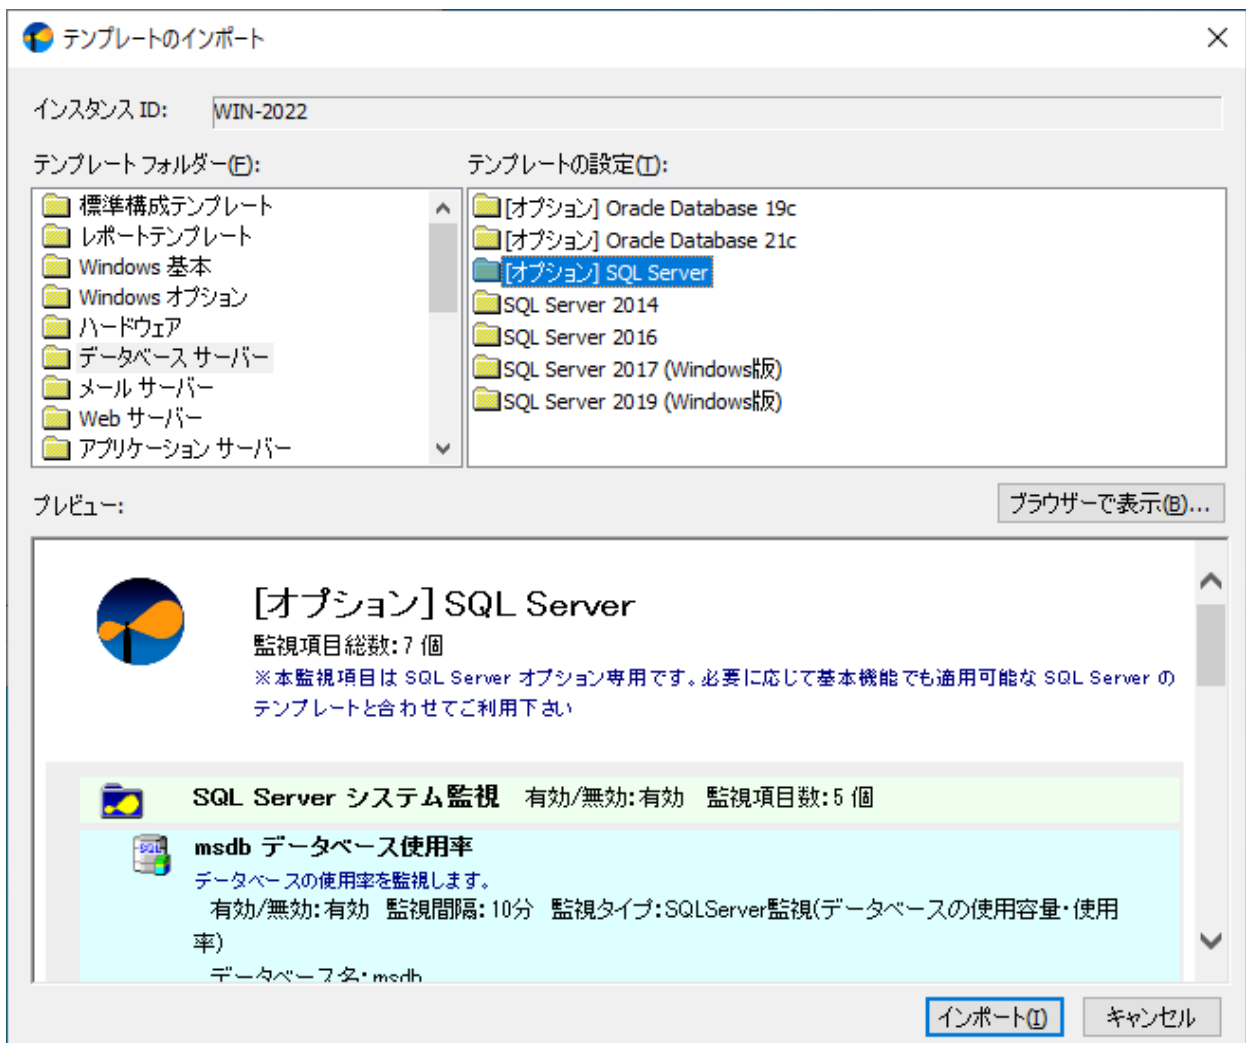 テンプレートのインポート
インスタンス ID: WIN-2022
テンプレート フォルダー(F):
標準構成テンプレート
レポートテンプレート
Windows 基本
Windows オプション
ハードウェア
データベース サーバー
メール サーバー
Web サーバー
アプリケーション サーバー
テンプレートの設定(T):
[オプション] Oracle Database 19c
[オプション] Oracle Database 21c
[オプション] SQL Server
SQL Server 2014
SQL Server 2016
SQL Server 2017 (Windows版)
SQL Server 2019 (Windows版)
プレビュー:
ブラウザーで表示(B)...
[オプション] SQL Server
監視項目総数:7 個
※本監視項目は SQL Server オプション専用です。必要に応じて基本機能でも適用可能な SQL Server の
テンプレートと合わせてご利用下さい
SQL Server システム監視 有効/無効:有効 監視項目数:5 個
msdb データベース使用率
データベースの使用率を監視します。
有効/無効:有効 監視間隔:10分 監視タイプ:SQLServer監視(データベースの使用容量・使用
率)
データベース名:msdb
インポート(I)
キャンセル